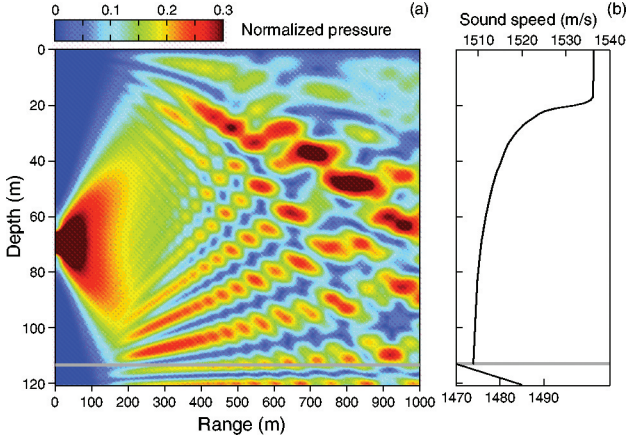 0 0.1 0.2 0.3 Normalized pressure (a)
Sound speed (m/s) (b)
1510 1520 1530 1540
0
20
40
60
80
100
120
Depth (m)
0 100 200 300 400 500 600 700 800 900 1000
Range (m)
1470 1480 1490